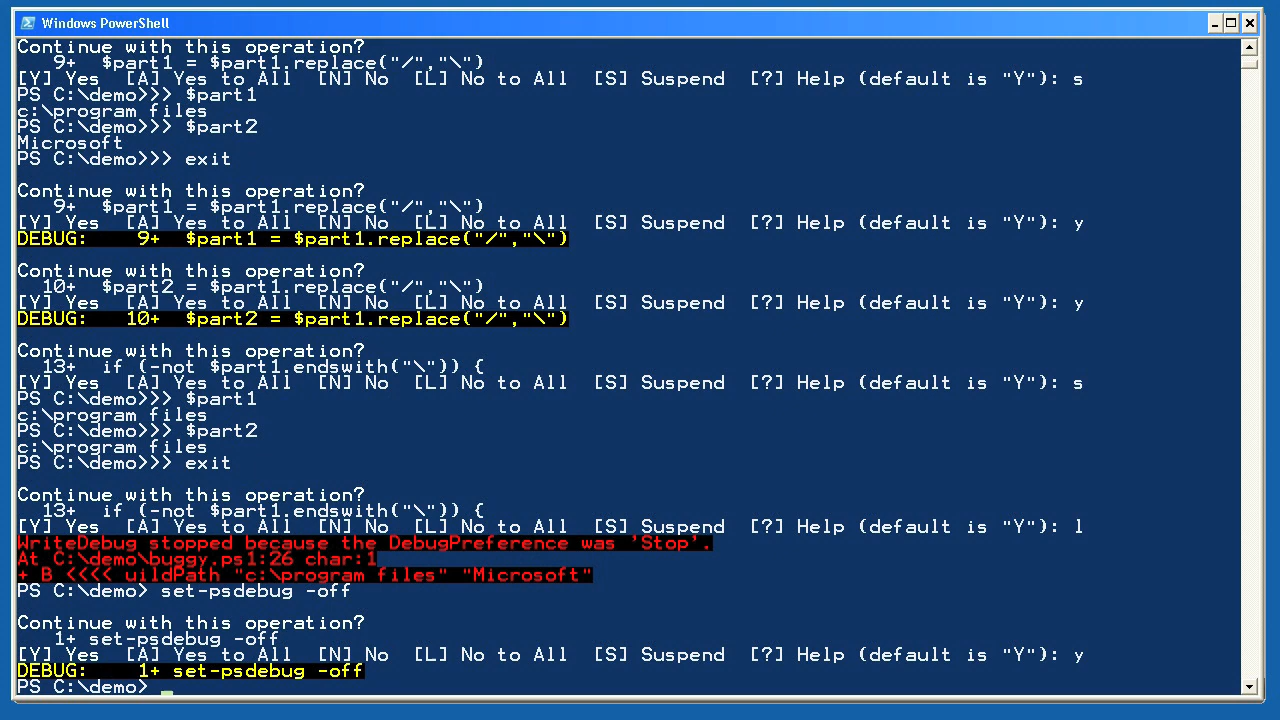 Windows PowerShell
Continue with this operation?
9+ $part1 = $part1.replace("/","\")
[Y] Yes [A] Yes to All [N] No [L] No to All [S] Suspend [?] Help (default is "Y"): s
PS C:\demo>>> $part1
c:\program files
PS C:\demo>>> $part2
Microsoft
PS C:\demo>>> exit
Continue with this operation?
9+ $part1 = $part1.replace("/","\")
[Y] Yes [A] Yes to All [N] No [L] No to All [S] Suspend [?] Help (default is "Y"): y
DEBUG: 9+ $part1 = $part1.replace("/","\")
Continue with this operation?
10+ $part2 = $part1.replace("/","\")
[Y] Yes [A] Yes to All [N] No [L] No to All [S] Suspend [?] Help (default is "Y"): y
DEBUG: 10+ $part2 = $part1.replace("/","\")
Continue with this operation?
13+ if (-not $part1.endswith("\")) {
[Y] Yes [A] Yes to All [N] No [L] No to All [S] Suspend [?] Help (default is "Y"): s
PS C:\demo>>> $part1
c:\program files
PS C:\demo>>> $part2
c:\program files
PS C:\demo>>> exit
Continue with this operation?
13+ if (-not $part1.endswith("\")) {
[Y] Yes [A] Yes to All [N] No [L] No to All [S] Suspend [?] Help (default is "Y"): l
WriteDebug stopped because the DebugPreference was 'Stop'.
At C:\demo\buggy.ps1:26 char:1
+ B <<<< uildPath "c:\program files" "Microsoft"
PS C:\demo> set-psdebug -off
Continue with this operation?
1+ set-psdebug -off
[Y] Yes [A] Yes to All [N] No [L] No to All [S] Suspend [?] Help (default is "Y"): y
DEBUG: 1+ set-psdebug -off
PS C:\demo> _